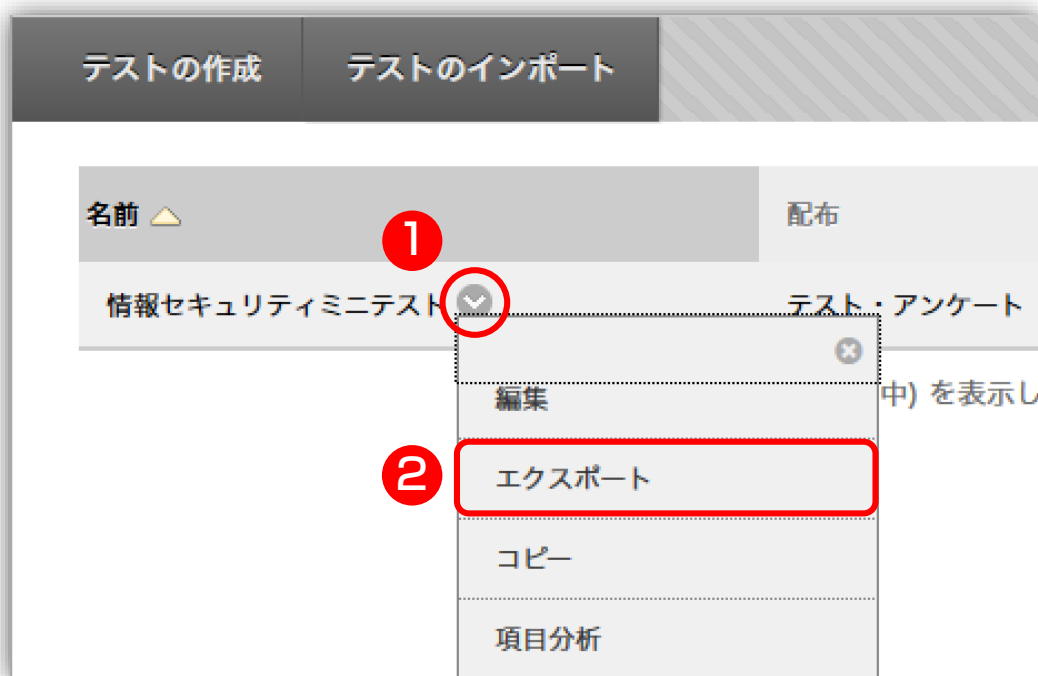 テストの作成 テストのインポート
名前 配布
1
情報セキュリティミニテスト テスト・アンケート
中) を表示し
編集
2 エクスポート
コピー
項目分析